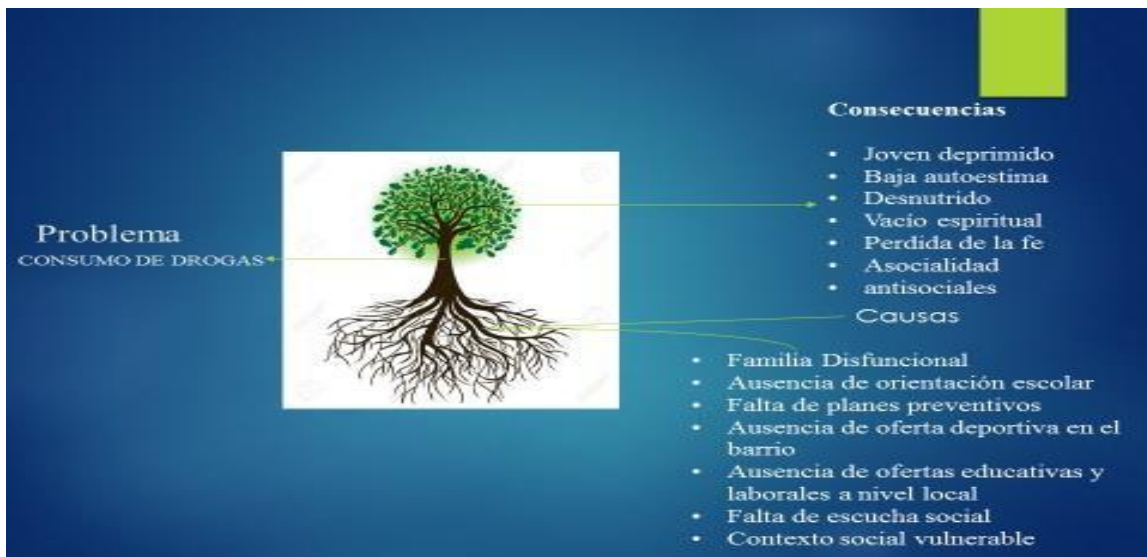 Consecuencias
• Joven deprimido
• Baja autoestima
• Desnutrido
• Vacío espiritual
• Perdida de la fe
• Asocialidad
• antisociales
Problema
CONSUMO DE DROGAS
Causas
• Familia Disfuncional
• Ausencia de orientación escolar
• Falta de planes preventivos
• Ausencia de oferta deportiva en el
barrio
• Ausencia de ofertas educativas y
laborales a nivel local
• Falta de escucha social
• Contexto social vulnerable